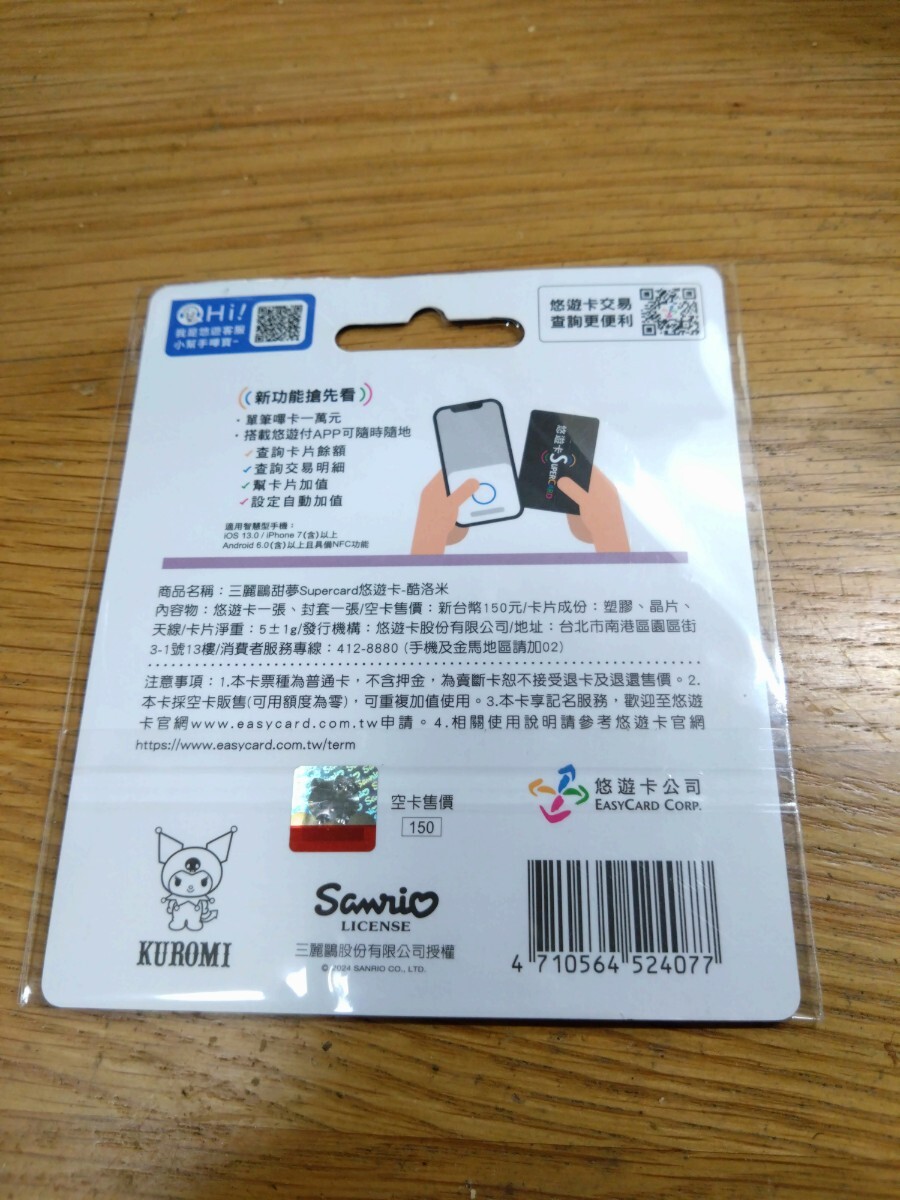 Hi!
我是悠遊客服
小幫手嗶寶~
悠遊卡交易
查詢更便利
新功能搶先看
・單筆嗶卡一萬元
・搭載悠遊付APP可隨時隨地
✓查詢卡片餘額
✓查詢交易明細
✓幫卡片加值
✓設定自動加值
適用智慧型手機：
iOS 13.0 / iPhone 7(含)以上
Android 6.0(含)以上且具備NFC功能
悠遊卡 SUPERCARD
商品名稱：三麗鷗甜夢Supercard悠遊卡-酷洛米
內容物：悠遊卡一張、封套一張/空卡售價：新台幣150元/卡片成份：塑膠、晶片、
天線/卡片淨重：5±1g/發行機構：悠遊卡股份有限公司/地址：台北市南港區園區街
3-1號13樓/消費者服務專線：412-8880 (手機及金馬地區請加02)
注意事項：1.本卡票種為普通卡，不含押金，為賣斷卡恕不接受退卡及退還售價。2.
本卡採空卡販售(可用額度為零)，可重複加值使用。3.本卡享記名服務，歡迎至悠遊
卡官網www.easycard.com.tw申請。4.相關使用說明請參考悠遊卡官網
https://www.easycard.com.tw/term
空卡售價
150
悠遊卡公司
EASYCARD CORP.
KUROMI
Sanrio
LICENSE
三麗鷗股份有限公司授權
© 2024 SANRIO CO., LTD.
4 710564 524077